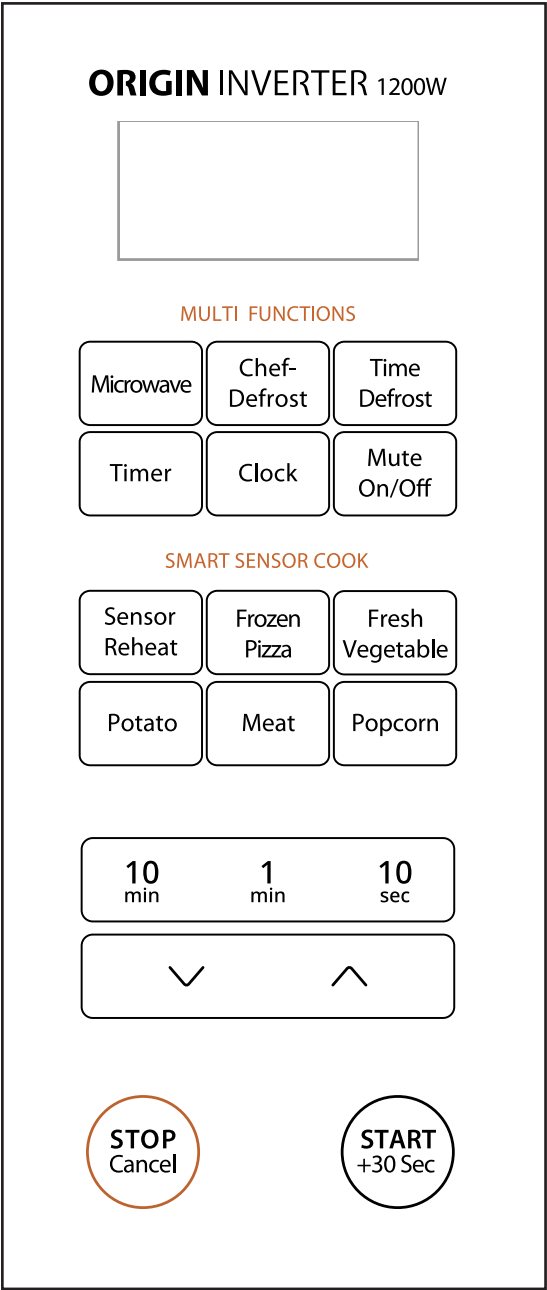 ORIGIN INVERTER 1200W
MULTI FUNCTIONS
Microwave
Chef-
Defrost
Time
Defrost
Timer
Clock
Mute
On/Off
SMART SENSOR COOK
Sensor
Reheat
Frozen
Pizza
Fresh
Vegetable
Potato
Meat
Popcorn
10
min
1
min
10
sec
STOP
Cancel
START
+30 Sec